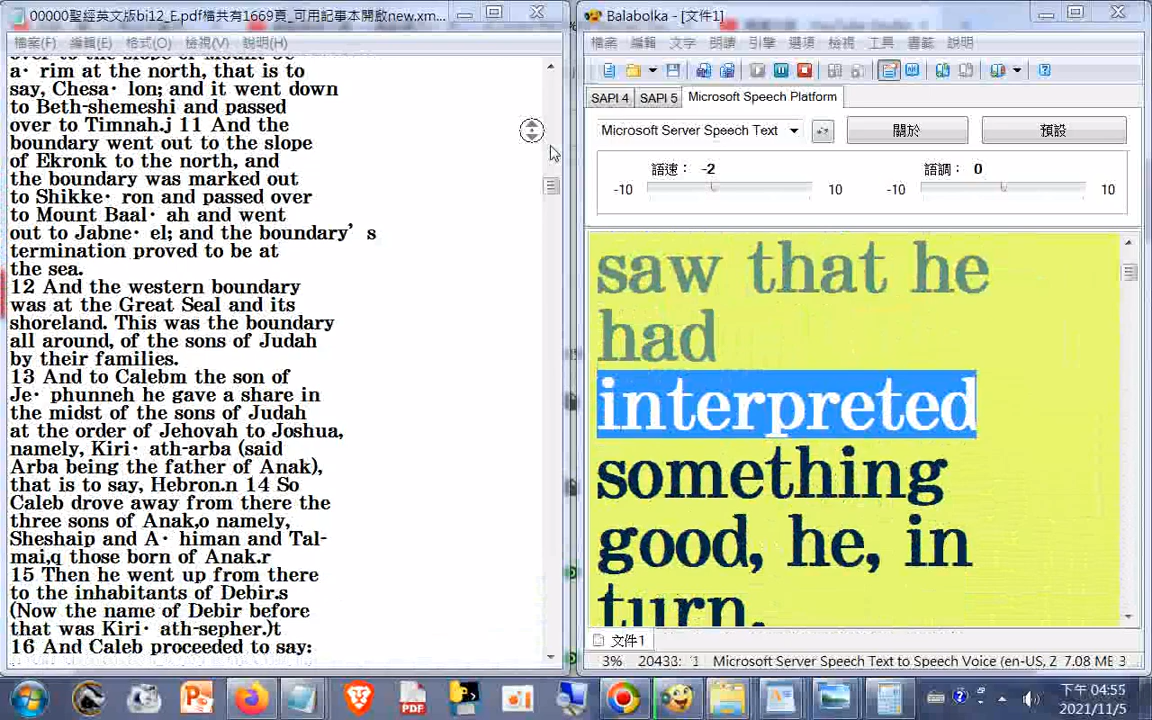 00000聖經英文版bi12_E.pdf檔共有1669頁_可用記事本開啟new.xm...
檔案(F) 編輯(E) 格式(O) 檢視(V) 說明(H)
a‧rim at the north, that is to
say, Chesa‧lon; and it went down
to Beth-shemeshi and passed
over to Timnah.j 11 And the
boundary went out to the slope
of Ekronk to the north, and
the boundary was marked out
to Shikke‧ron and passed over
to Mount Baal‧ah and went
out to Jabne‧el; and the boundary’s
termination proved to be at
the sea.
12 And the western boundary
was at the Great Seal and its
shoreland. This was the boundary
all around, of the sons of Judah
by their families.
13 And to Calebm the son of
Je‧phunneh he gave a share in
the midst of the sons of Judah
at the order of Jehovah to Joshua,
namely, Kiri‧ath-arba (said
Arba being the father of Anak),
that is to say, Hebron.n 14 So
Caleb drove away from there the
three sons of Anak,o namely,
Sheshaip and A‧himan and Tal-
mai,q those born of Anak.r
15 Then he went up from there
to the inhabitants of Debir.s
(Now the name of Debir before
that was Kiri‧ath-sepher.)t
16 And Caleb proceeded to say:
Balabolka - [文件1]
檔案 編輯 文字 朗讀 引擎 選項 檢視 工具 書籤 說明
SAPI 4 SAPI 5 Microsoft Speech Platform
Microsoft Server Speech Text 關於 預設
語速： -2 語調： 0
-10 10 -10 10
saw that he
had
interpreted
something
good, he, in
turn,
文件1
3% Microsoft Server Speech Text to Speech Voice (en-US, Z 7.08 MB 3
下午 04:55
2021/11/5